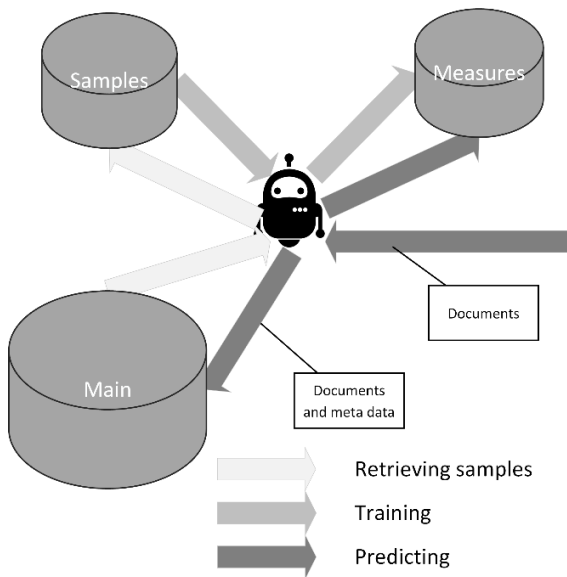 Samples
Measures
Documents
Main
Documents
and meta data
Retrieving samples
Training
Predicting